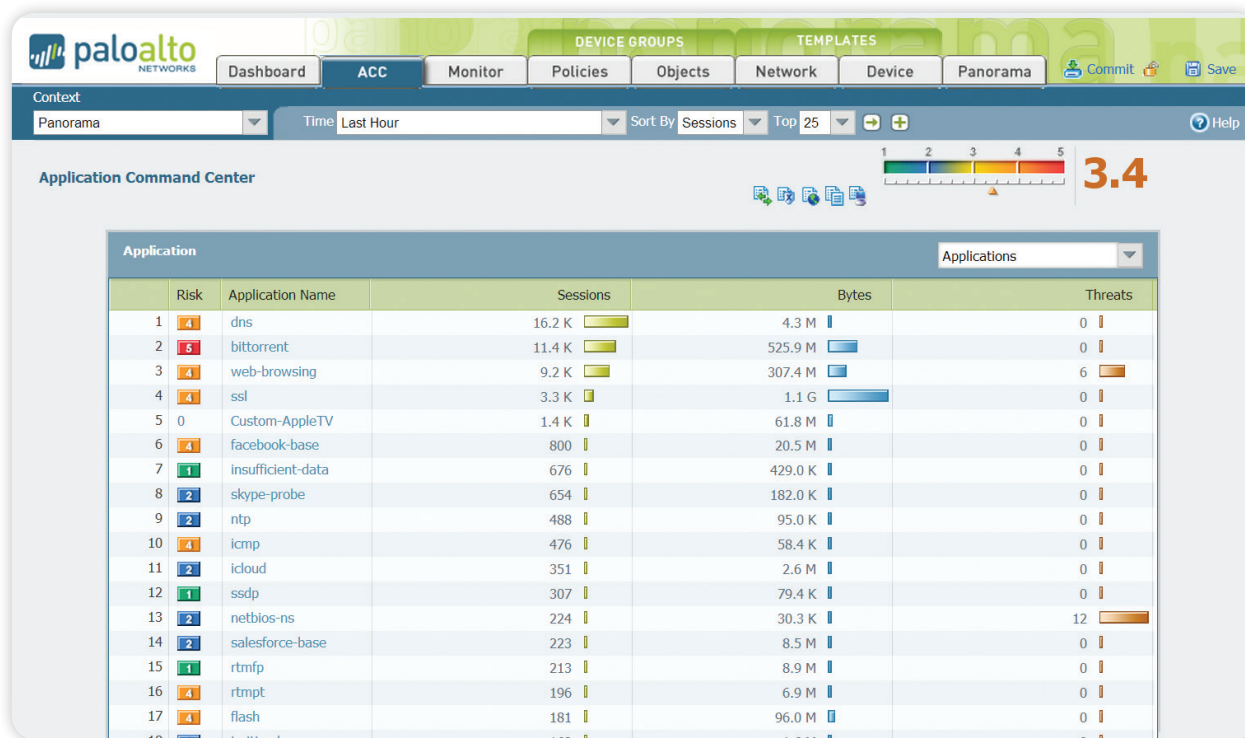 DEVICE GROUPS TEMPLATES
paloalto NETWORKS
Dashboard ACC Monitor Policies Objects Network Device Panorama Commit Save
Context
Panorama Time Last Hour Sort By Sessions Top 25 Help
1 2 3 4 5
3.4
Application Command Center
Application Applications
Risk Application Name Sessions Bytes Threats
1 4 dns 16.2 K 4.3 M 0
2 5 bittorrent 11.4 K 525.9 M 0
3 4 web-browsing 9.2 K 307.4 M 6
4 4 ssl 3.3 K 1.1 G 0
5 0 Custom-AppleTV 1.4 K 61.8 M 0
6 4 facebook-base 800 20.5 M 0
7 1 insufficient-data 676 429.0 K 0
8 2 skype-probe 654 182.0 K 0
9 2 ntp 488 95.0 K 0
10 4 icmp 476 58.4 K 0
11 2 icloud 351 2.6 M 0
12 1 ssdp 307 79.4 K 0
13 2 netbios-ns 224 30.3 K 12
14 2 salesforce-base 223 8.5 M 0
15 1 rtmfp 213 8.9 M 0
16 4 rtmpt 196 6.9 M 0
17 4 flash 181 96.0 M 0